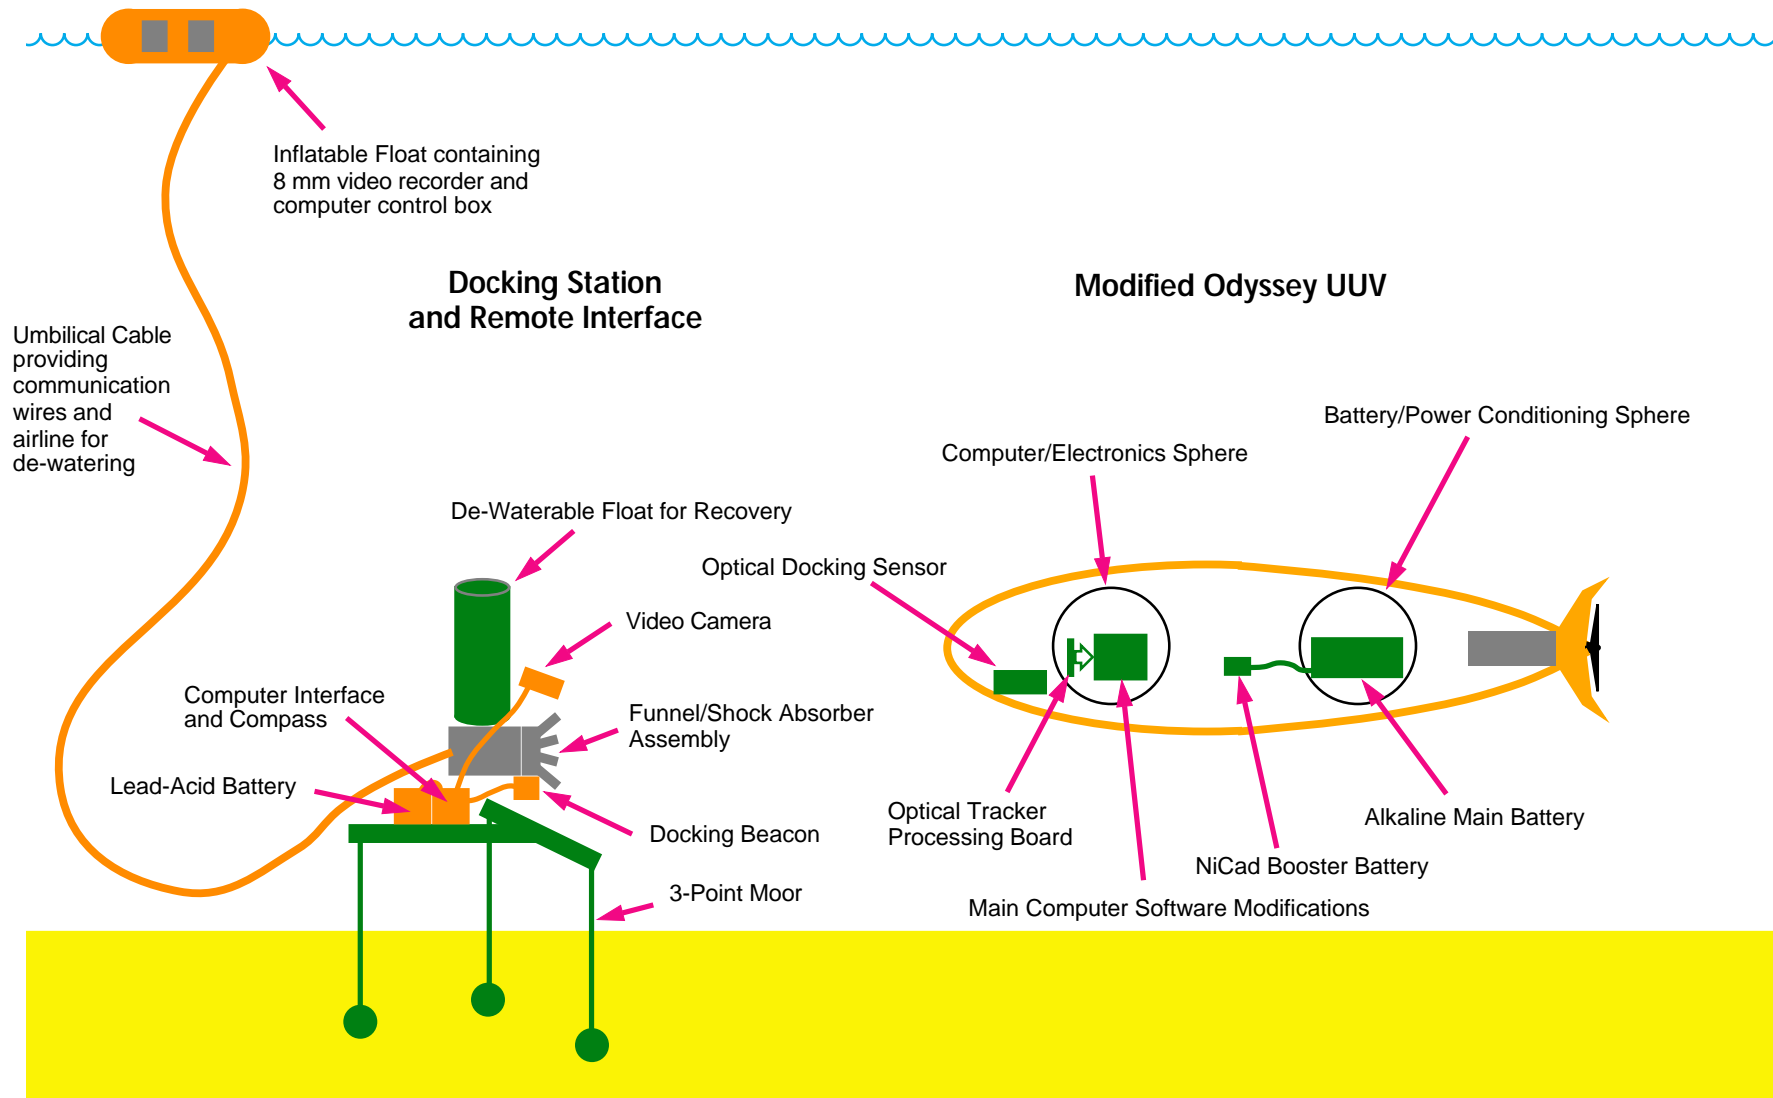 Inflatable Float containing
8 mm video recorder and
computer control box
Docking Station
and Remote Interface
Modified Odyssey UUV
Umbilical Cable
providing
communication
wires and
airline for
de-watering
Battery/Power Conditioning Sphere
Computer/Electronics Sphere
De-Waterable Float for Recovery
Optical Docking Sensor
Video Camera
Computer Interface
and Compass
Funnel/Shock Absorber
Assembly
Lead-Acid Battery
Docking Beacon
3-Point Moor
Optical Tracker
Processing Board
Alkaline Main Battery
NiCad Booster Battery
Main Computer Software Modifications